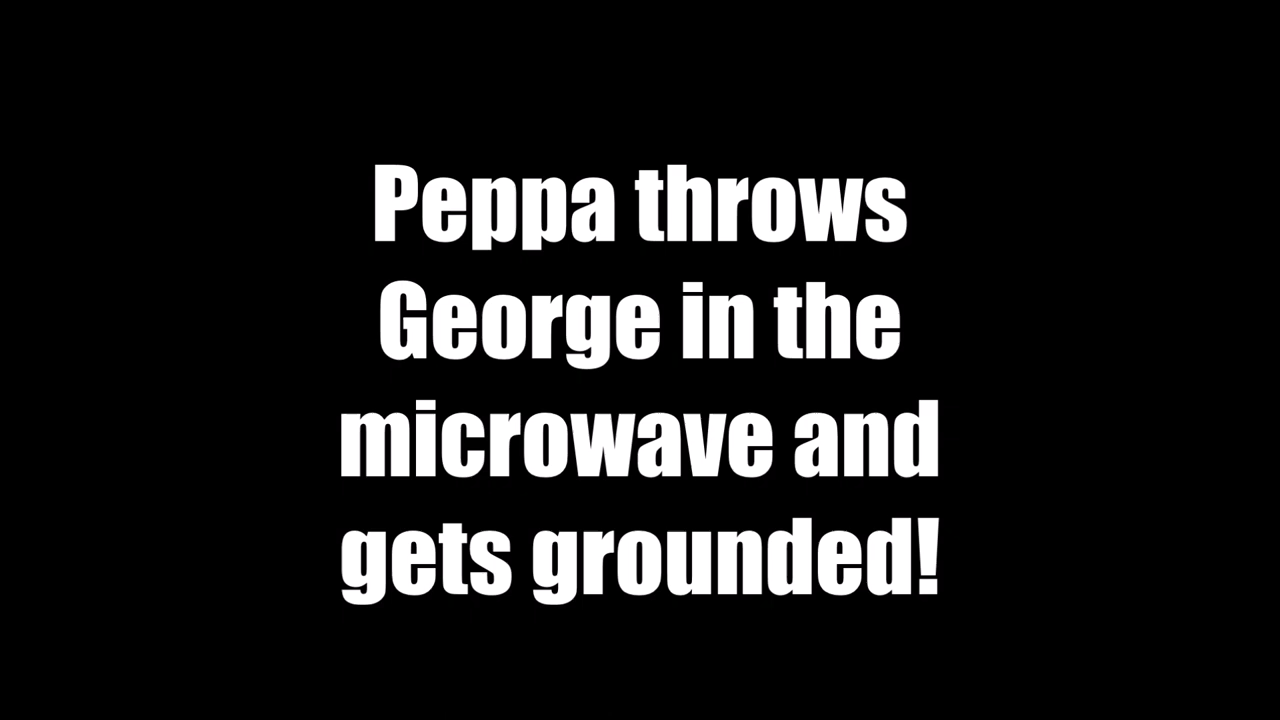 Peppa throws
George in the
microwave and
gets grounded!